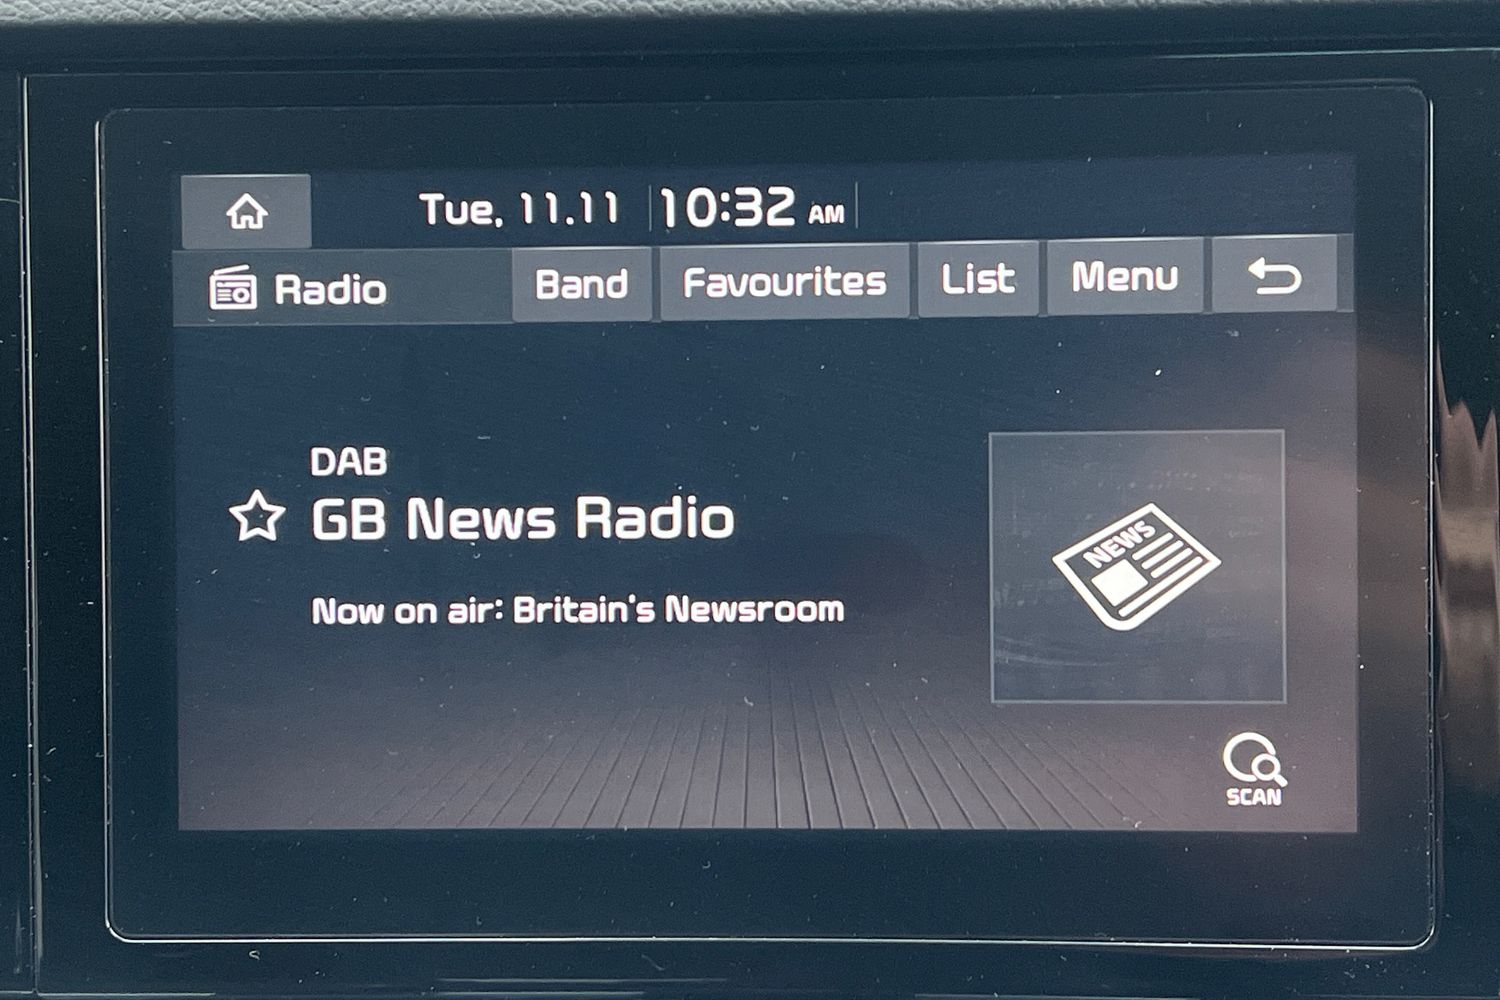 Tue, 11.11 10:32 AM
Radio Band Favourites List Menu
DAB
GB News Radio
Now on air: Britain's Newsroom
NEWS
SCAN